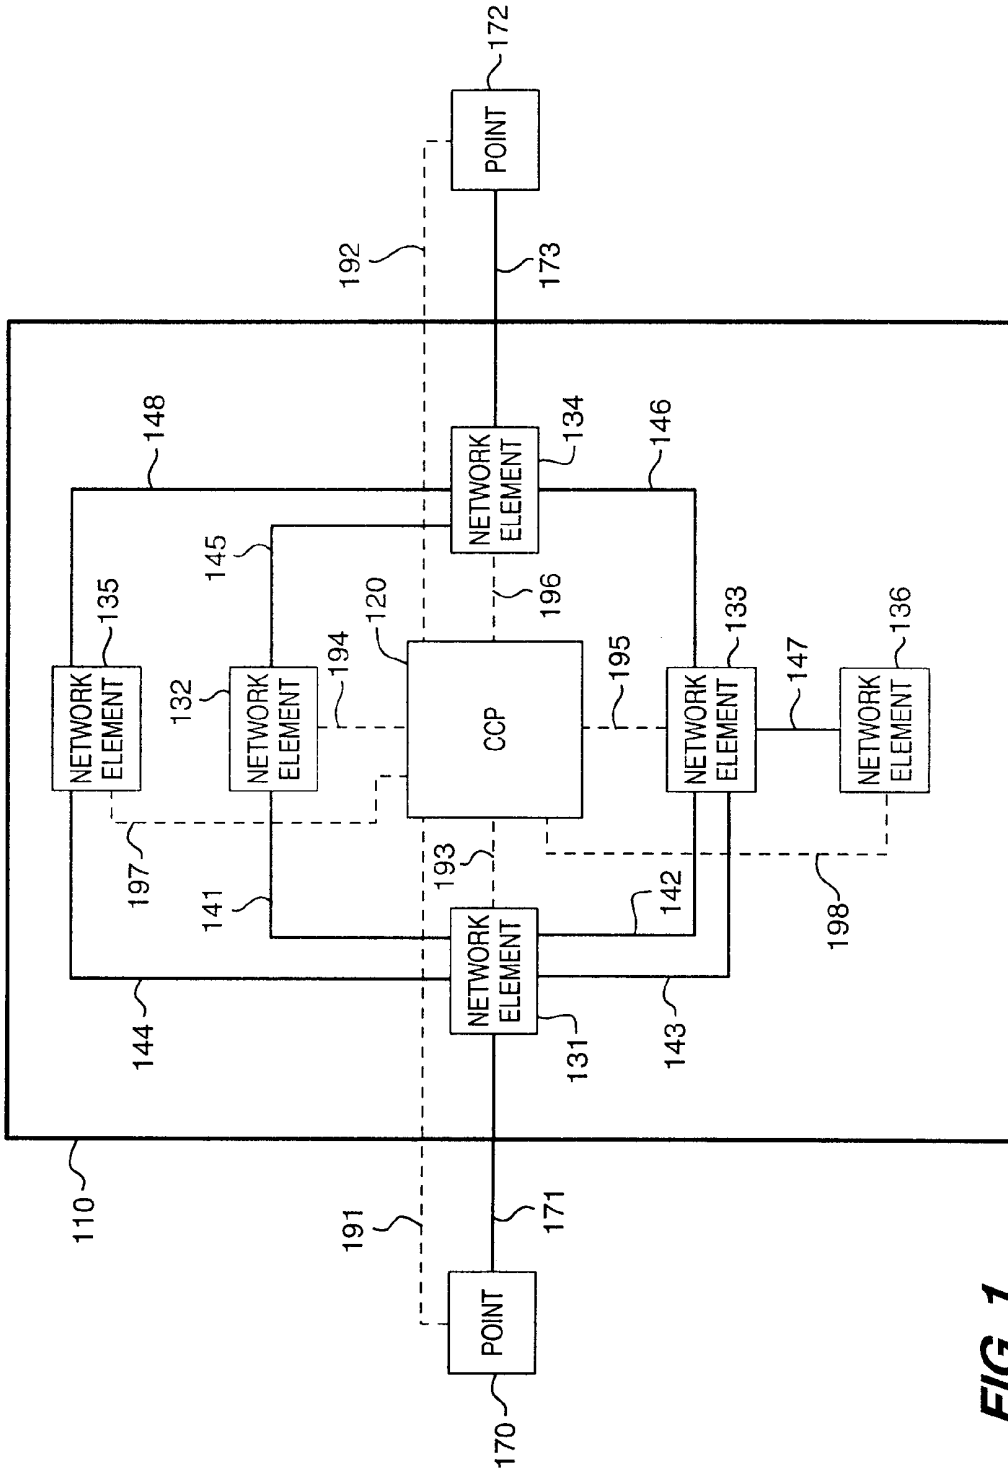 110
144
148
135
NETWORK
ELEMENT
197
145
132
NETWORK
ELEMENT
141
194
192
172
POINT
173
191
120
CCP
196
134
NETWORK
ELEMENT
193
131
NETWORK
ELEMENT
171
170
POINT
195
142
143
146
133
NETWORK
ELEMENT
147
198
136
NETWORK
ELEMENT
FIG. 1